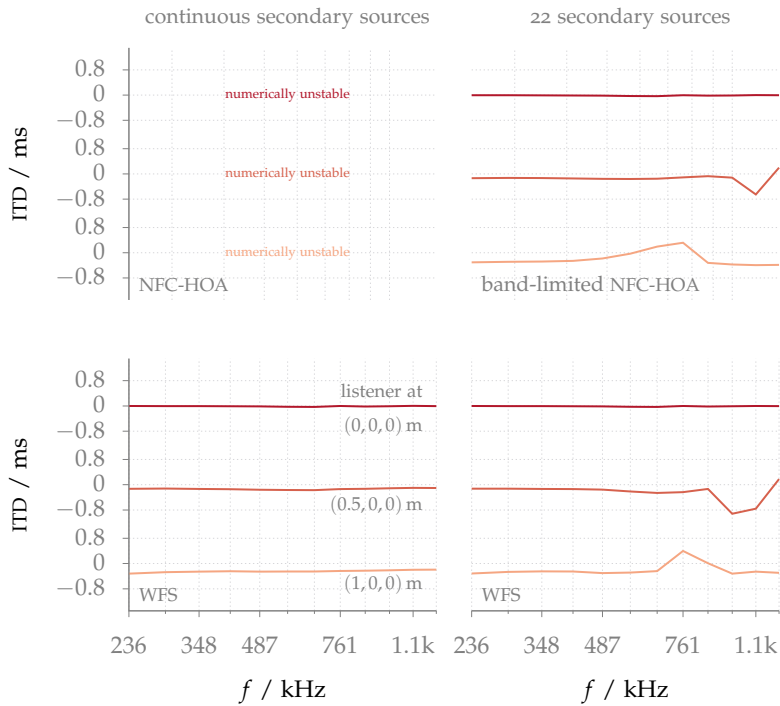 continuous secondary sources
22 secondary sources
ITD / ms
0.8
0
−0.8
0.8
0
−0.8
0.8
0
−0.8
numerically unstable
numerically unstable
numerically unstable
NFC-HOA
band-limited NFC-HOA
ITD / ms
0.8
0
−0.8
0.8
0
−0.8
0.8
0
−0.8
listener at
(0,0,0) m
(0.5,0,0) m
(1,0,0) m
WFS
WFS
236 348 487 761 1.1k
236 348 487 761 1.1k
f / kHz
f / kHz